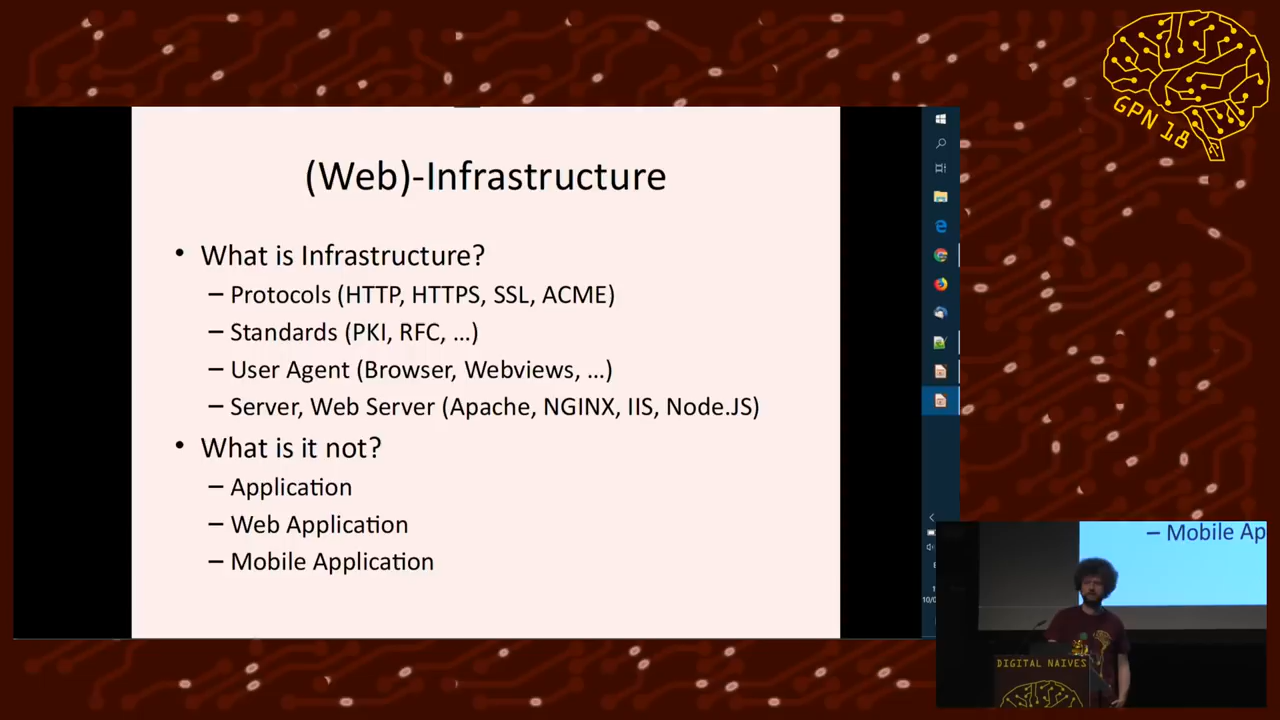 GPN 18
(Web)-Infrastructure
• What is Infrastructure?
– Protocols (HTTP, HTTPS, SSL, ACME)
– Standards (PKI, RFC, ...)
– User Agent (Browser, Webviews, ...)
– Server, Web Server (Apache, NGINX, IIS, Node.JS)
• What is it not?
– Application
– Web Application
– Mobile Application
– Mobile Ap
DIGITAL NAIVES